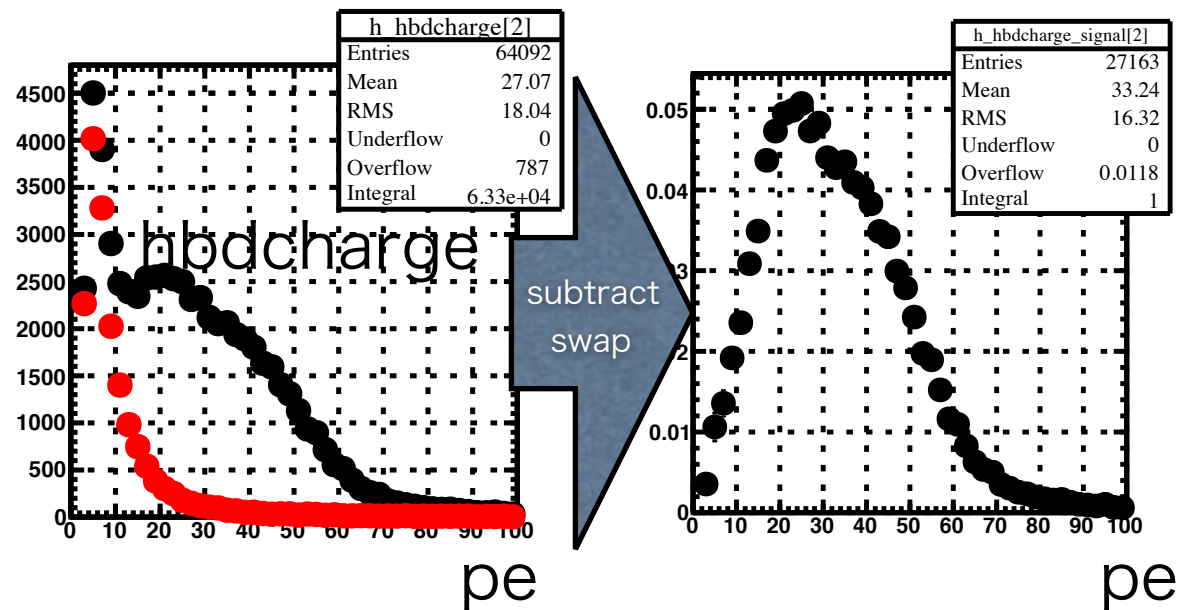 h_hbdcharge[2]
Entries 64092
Mean 27.07
RMS 18.04
Underflow 0
Overflow 787
Integral 6.33e+04
4500
4000
3500
3000
2500
2000
1500
1000
500
0
0 10 20 30 40 50 60 70 80 90 100
hbdcharge
pe
subtract
swap
h_hbdcharge_signal[2]
Entries 27163
Mean 33.24
RMS 16.32
Underflow 0
Overflow 0.0118
Integral 1
0.05
0.04
3
2
0.01
0
0 10 20 30 40 50 60 70 80 90 100
pe